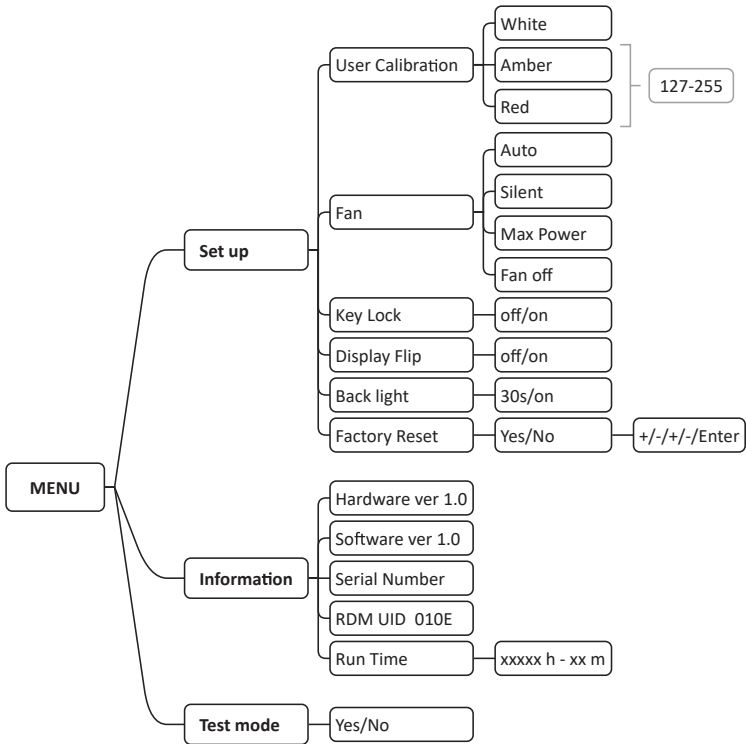 White
User Calibration
Amber
127-255
Red
Auto
Silent
Fan
Max Power
Set up
Fan off
Key Lock
off/on
Display Flip
off/on
Back light
30s/on
Factory Reset
Yes/No
+/-/+/-/Enter
MENU
Hardware ver 1.0
Software ver 1.0
Information
Serial Number
RDM UID 010E
Run Time
xxxxx h - xx m
Test mode
Yes/No